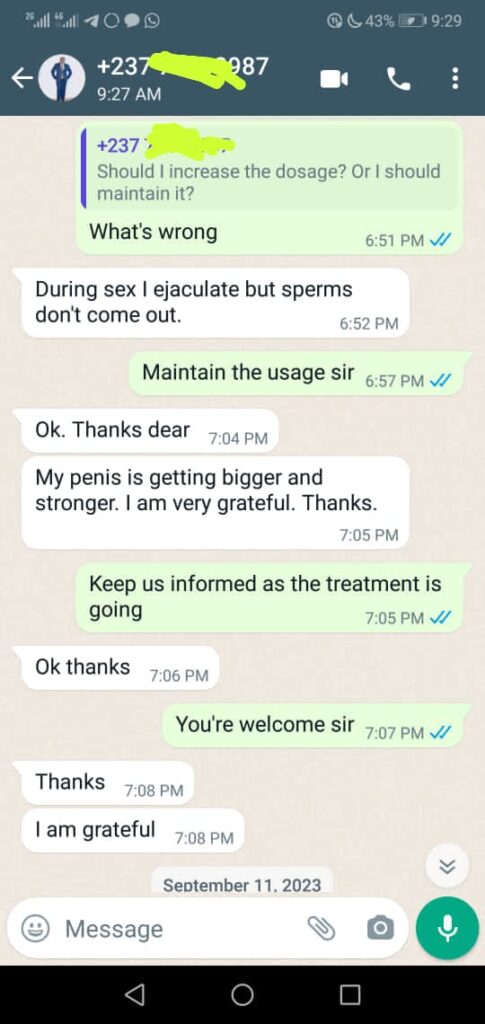 2G 4G 43% 9:29
+237 987
9:27 AM
+237
Should I increase the dosage? Or I should
maintain it?
What's wrong
6:51 PM
During sex I ejaculate but sperms
don't come out.
6:52 PM
Maintain the usage sir 6:57 PM
Ok. Thanks dear 7:04 PM
My penis is getting bigger and
stronger. I am very grateful. Thanks.
7:05 PM
Keep us informed as the treatment is
going
7:05 PM
Ok thanks 7:06 PM
You're welcome sir 7:07 PM
Thanks 7:08 PM
I am grateful 7:08 PM
September 11, 2023
Message